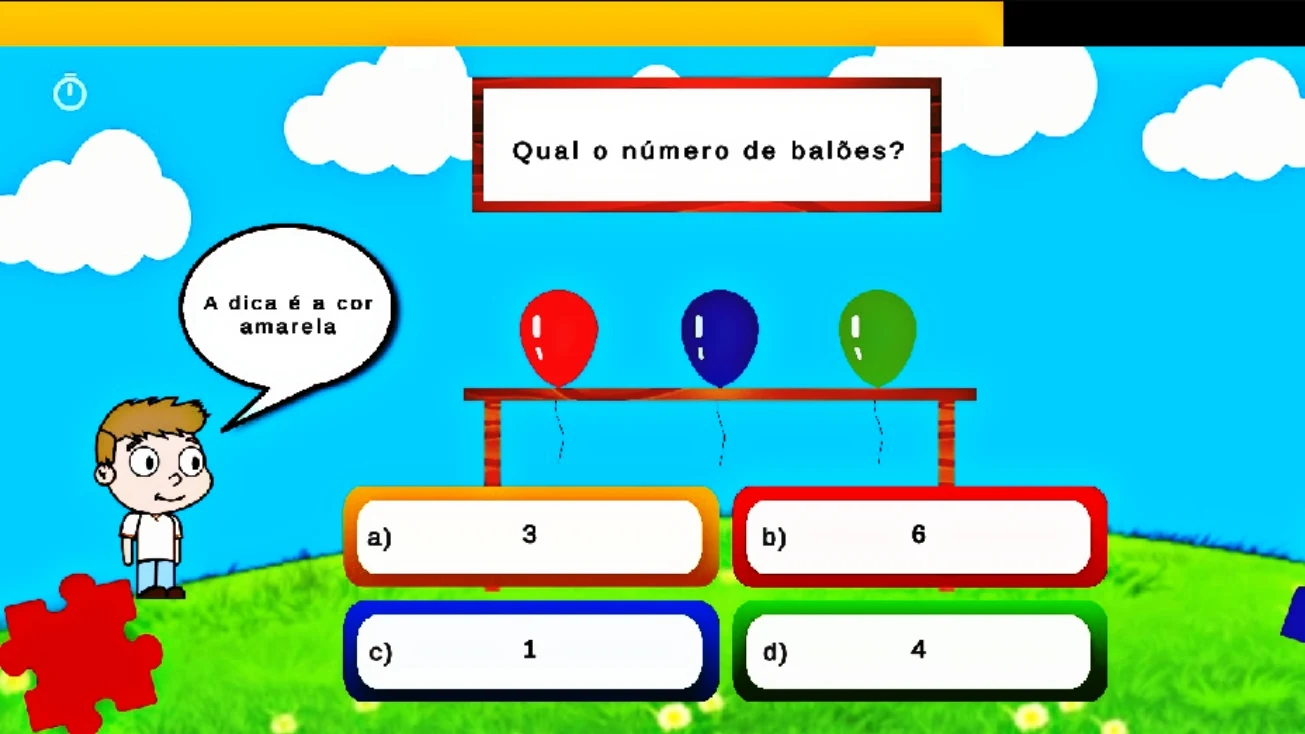 Qual o número de balões?
A dica é a cor
amarela
a) 3
b) 6
c) 1
d) 4